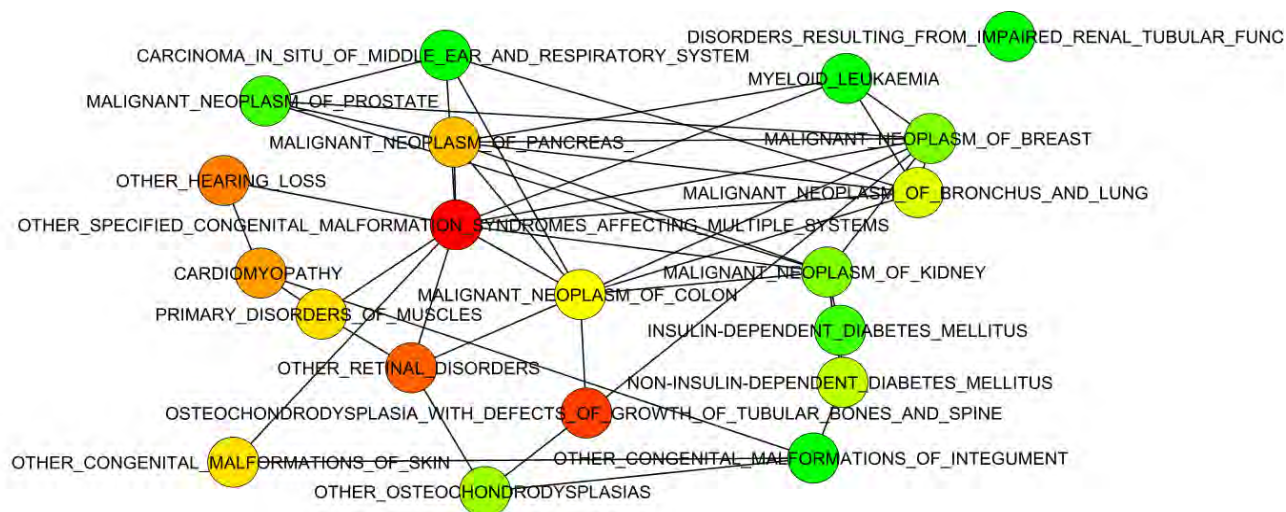 DISORDERS_RESULTING_FROM_IMPAIRED_RENAL_TUBULAR_FUNC
CARCINOMA_IN_SITU_OF_MIDDLE_EAR_AND_RESPIRATORY_SYSTEM
MYELOID_LEUKAEMIA
MALIGNANT_NEOPLASM_OF_PROSTATE
MALIGNANT_NEOPLASM_OF_PANCREAS_
MALIGNANT_NEOPLASM_OF_BREAST
OTHER_HEARING_LOSS
MALIGNANT_NEOPLASM_OF_BRONCHUS_AND_LUNG
OTHER_SPECIFIED_CONGENITAL_MALFORMATION_SYNDROMES_AFFECTING_MULTIPLE_SYSTEMS
CARDIOMYOPATHY
MALIGNANT_NEOPLASM_OF_KIDNEY
MALIGNANT_NEOPLASM_OF_COLON
PRIMARY_DISORDERS_OF_MUSCLES
INSULIN-DEPENDENT_DIABETES_MELLITUS
OTHER_RETINAL_DISORDERS
NON-INSULIN-DEPENDENT_DIABETES_MELLITUS
OSTEOCHONDRODYSPLASIA_WITH_DEFECTS_OF_GROWTH_OF_TUBULAR_BONES_AND_SPINE
OTHER_CONGENITAL_MALFORMATIONS_OF_SKIN
OTHER_CONGENITAL_MALFORMATIONS_OF_INTEGUMENT
OTHER_OSTEOCHONDRODYSPLASIAS